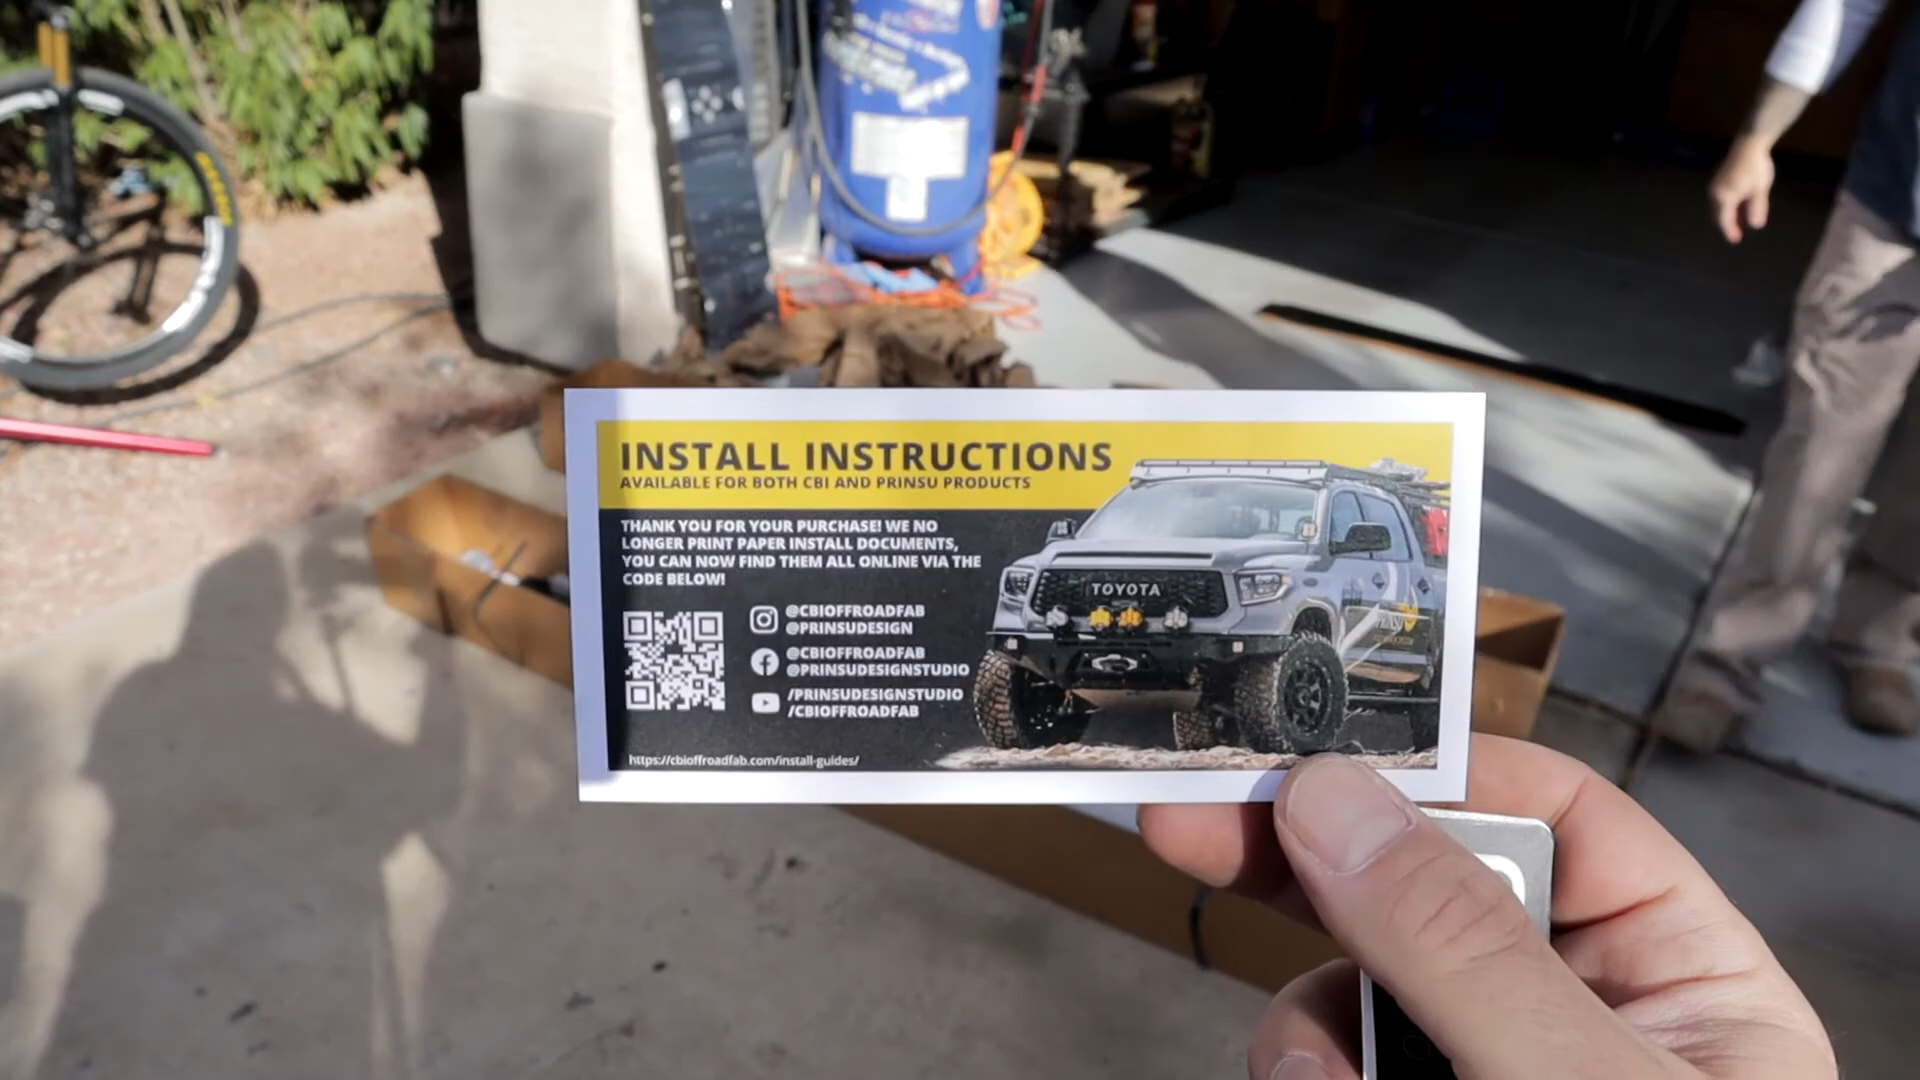 INSTALL INSTRUCTIONS
AVAILABLE FOR BOTH CBI AND PRINSU PRODUCTS
THANK YOU FOR YOUR PURCHASE! WE NO
LONGER PRINT PAPER INSTALL DOCUMENTS,
YOU CAN NOW FIND THEM ALL ONLINE VIA THE
CODE BELOW!
@CBIOFFROADFAB
@PRINSUDESIGN
@CBIOFFROADFAB
@PRINSUDESIGNSTUDIO
/PRINSUDESIGNSTUDIO
/CBIOFFROADFAB
https://cbioffroadfab.com/install-guides/
TOYOTA